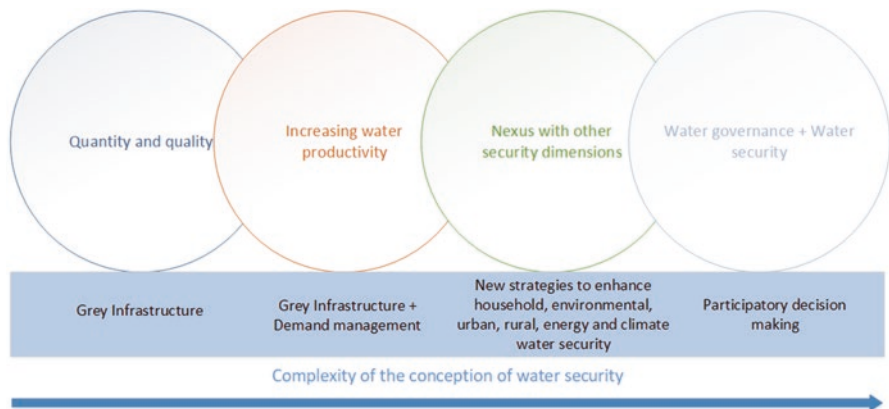 Quantity and quality
Increasing water
productivity
Nexus with other
security dimensions
Water governance + Water
security
Grey Infrastructure
Grey Infrastructure +
Demand management
New strategies to enhance
household, environmental,
urban, rural, energy and climate
water security
Participatory decision
making
Complexity of the conception of water security